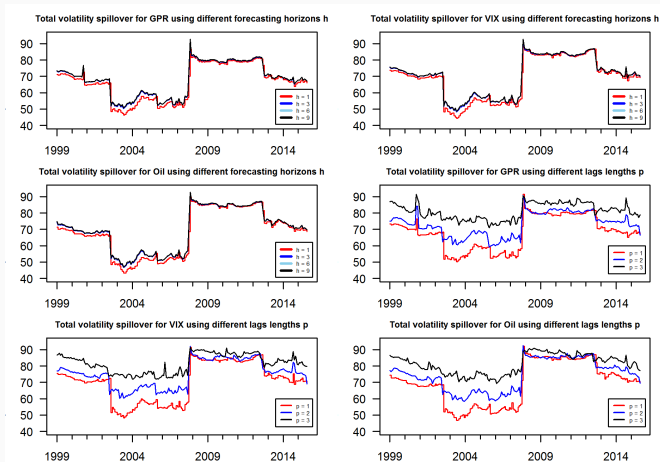 Total volatility spillover for GPR using different forecasting horizons h
90
80
70
60
50
40
h = 1
h = 3
h = 6
h = 9
1999 2004 2009 2014
Total volatility spillover for VIX using different forecasting horizons h
90
80
70
60
50
40
h = 1
h = 3
h = 6
h = 9
1999 2004 2009 2014
Total volatility spillover for Oil using different forecasting horizons h
90
80
70
60
50
40
h = 1
h = 3
h = 6
h = 9
1999 2004 2009 2014
Total volatility spillover for GPR using different lags lengths p
90
80
70
60
50
40
p = 1
p = 2
p = 3
1999 2004 2009 2014
Total volatility spillover for VIX using different lags lengths p
90
80
70
60
50
40
p = 1
p = 2
p = 3
1999 2004 2009 2014
Total volatility spillover for Oil using different lags lengths p
90
80
70
60
50
40
p = 1
p = 2
p = 3
1999 2004 2009 2014